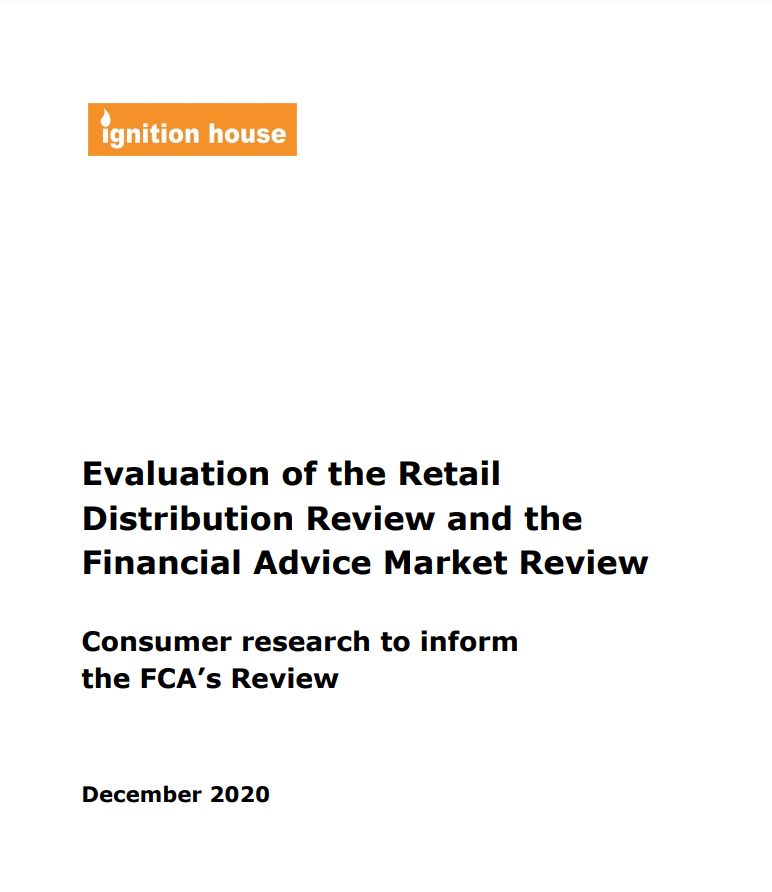 ignition house
Evaluation of the Retail
Distribution Review and the
Financial Advice Market Review
Consumer research to inform
the FCA’s Review
December 2020